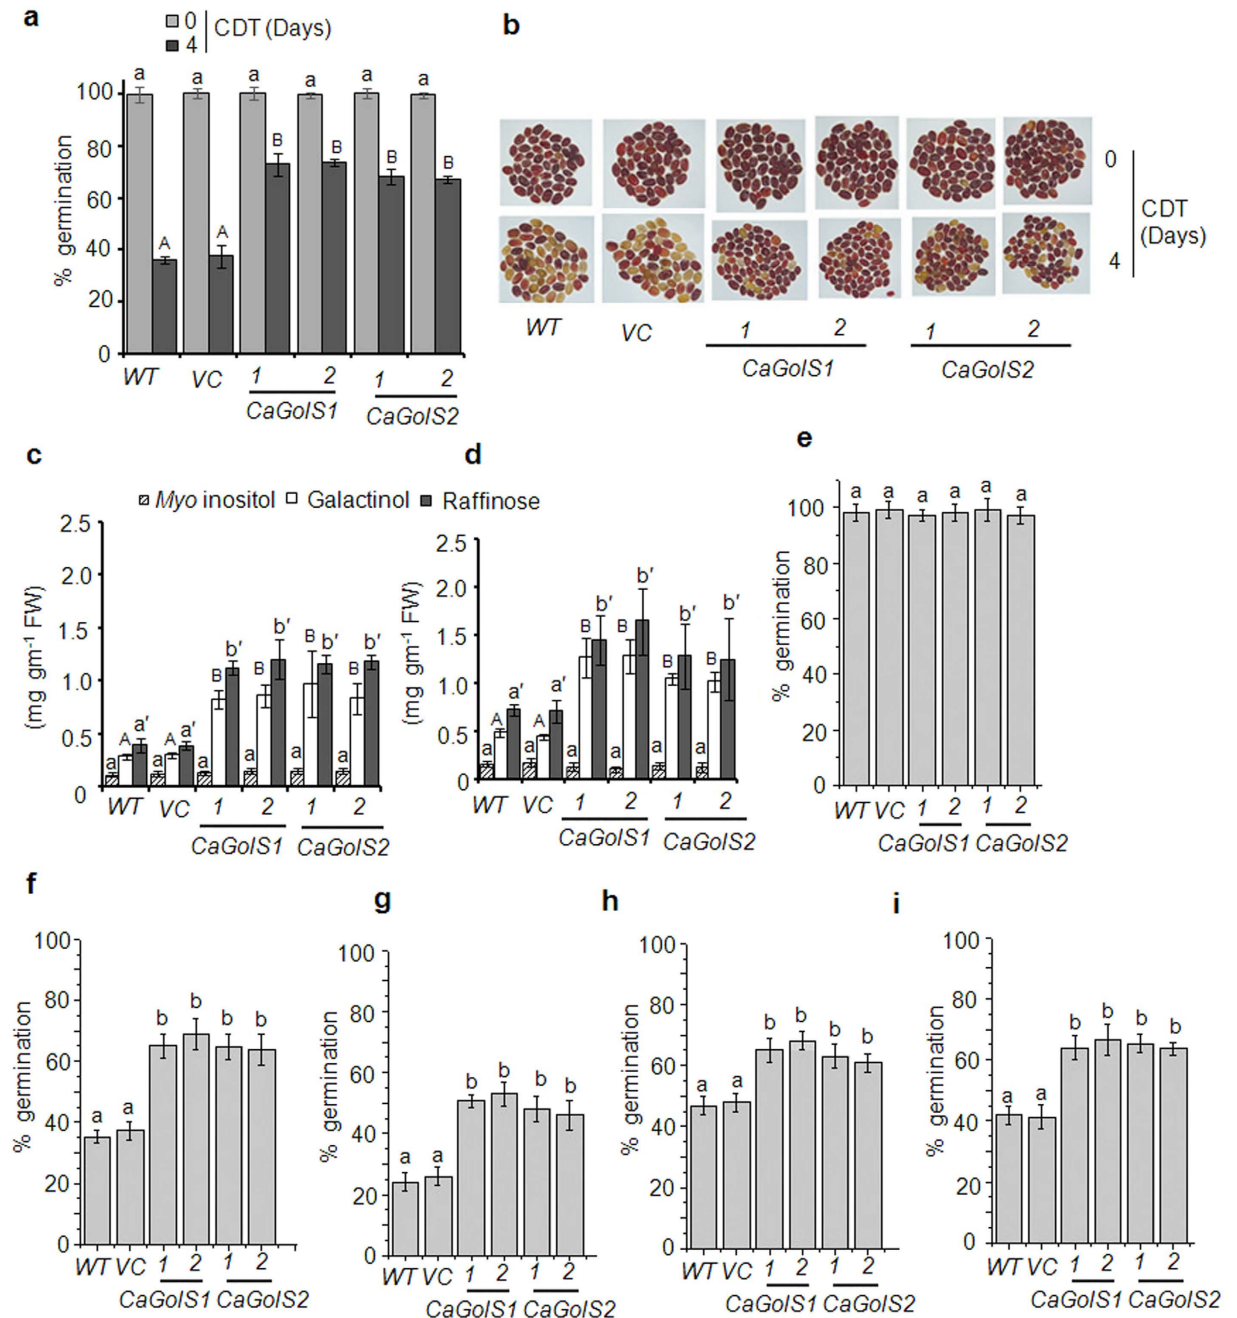 a
0
4
CDT (Days)
% germination
100
80
60
40
20
0
a a a a a a
A A B B B B
WT VC 1 2 1 2
CaGolS1 CaGolS2
b
0
4
CDT
(Days)
WT VC 1 2 1 2
CaGolS1 CaGolS2
c
Myo inositol Galactinol Raffinose
(mg gm⁻¹ FW)
2.5
2.0
1.5
1.0
0.5
0
a A a′ a A a′ a B b′ a B b′ a B b′ a B b′
WT VC 1 2 1 2
CaGolS1 CaGolS2
d
(mg gm⁻¹ FW)
2.5
2.0
1.5
1.0
0.5
0
a A a′ a A a′ a B b′ a B b′ a B b′ a B b′
WT VC 1 2 1 2
CaGolS1 CaGolS2
e
% germination
100
80
60
40
20
0
a a a a a a
WT VC 1 2 1 2
CaGolS1 CaGolS2
f
% germination
100
80
60
40
20
0
a a b b b b
WT VC 1 2 1 2
CaGolS1 CaGolS2
g
% germination
100
80
60
40
20
0
a a b b b b
WT VC 1 2 1 2
CaGolS1 CaGolS2
h
% germination
100
80
60
40
20
0
a a b b b b
WT VC 1 2 1 2
CaGolS1 CaGolS2
i
% germination
100
80
60
40
20
0
a a b b b b
WT VC 1 2 1 2
CaGolS1 CaGolS2